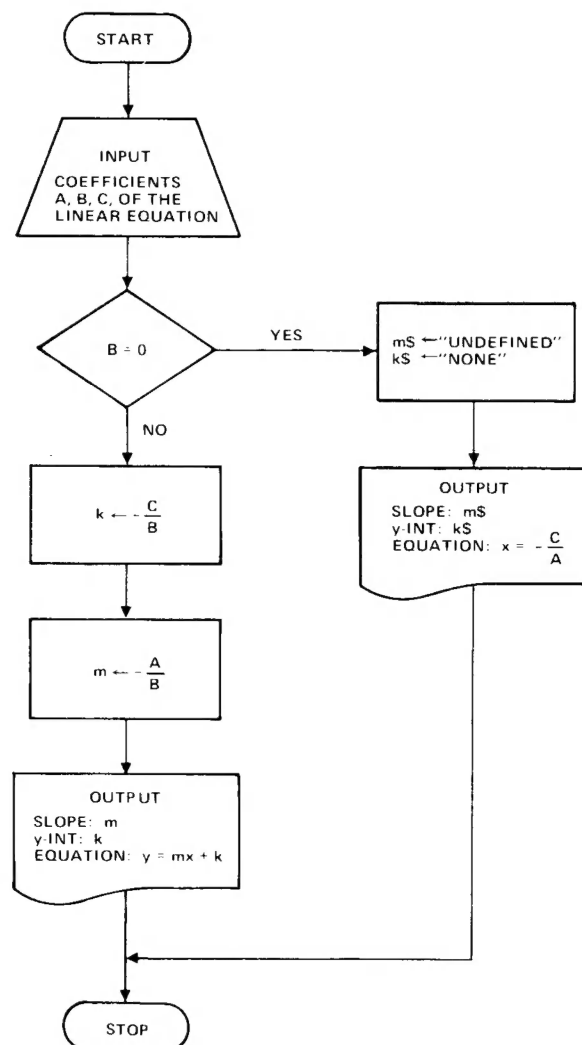 START
INPUT
COEFFICIENTS
A, B, C, OF THE
LINEAR EQUATION
B = 0
YES
m$ ← "UNDEFINED"
k$ ← "NONE"
OUTPUT
SLOPE: m$
y-INT: k$
EQUATION: x = - C/A
NO
k ← - C/B
m ← - A/B
OUTPUT
SLOPE: m
y-INT: k
EQUATION: y = mx + k
STOP